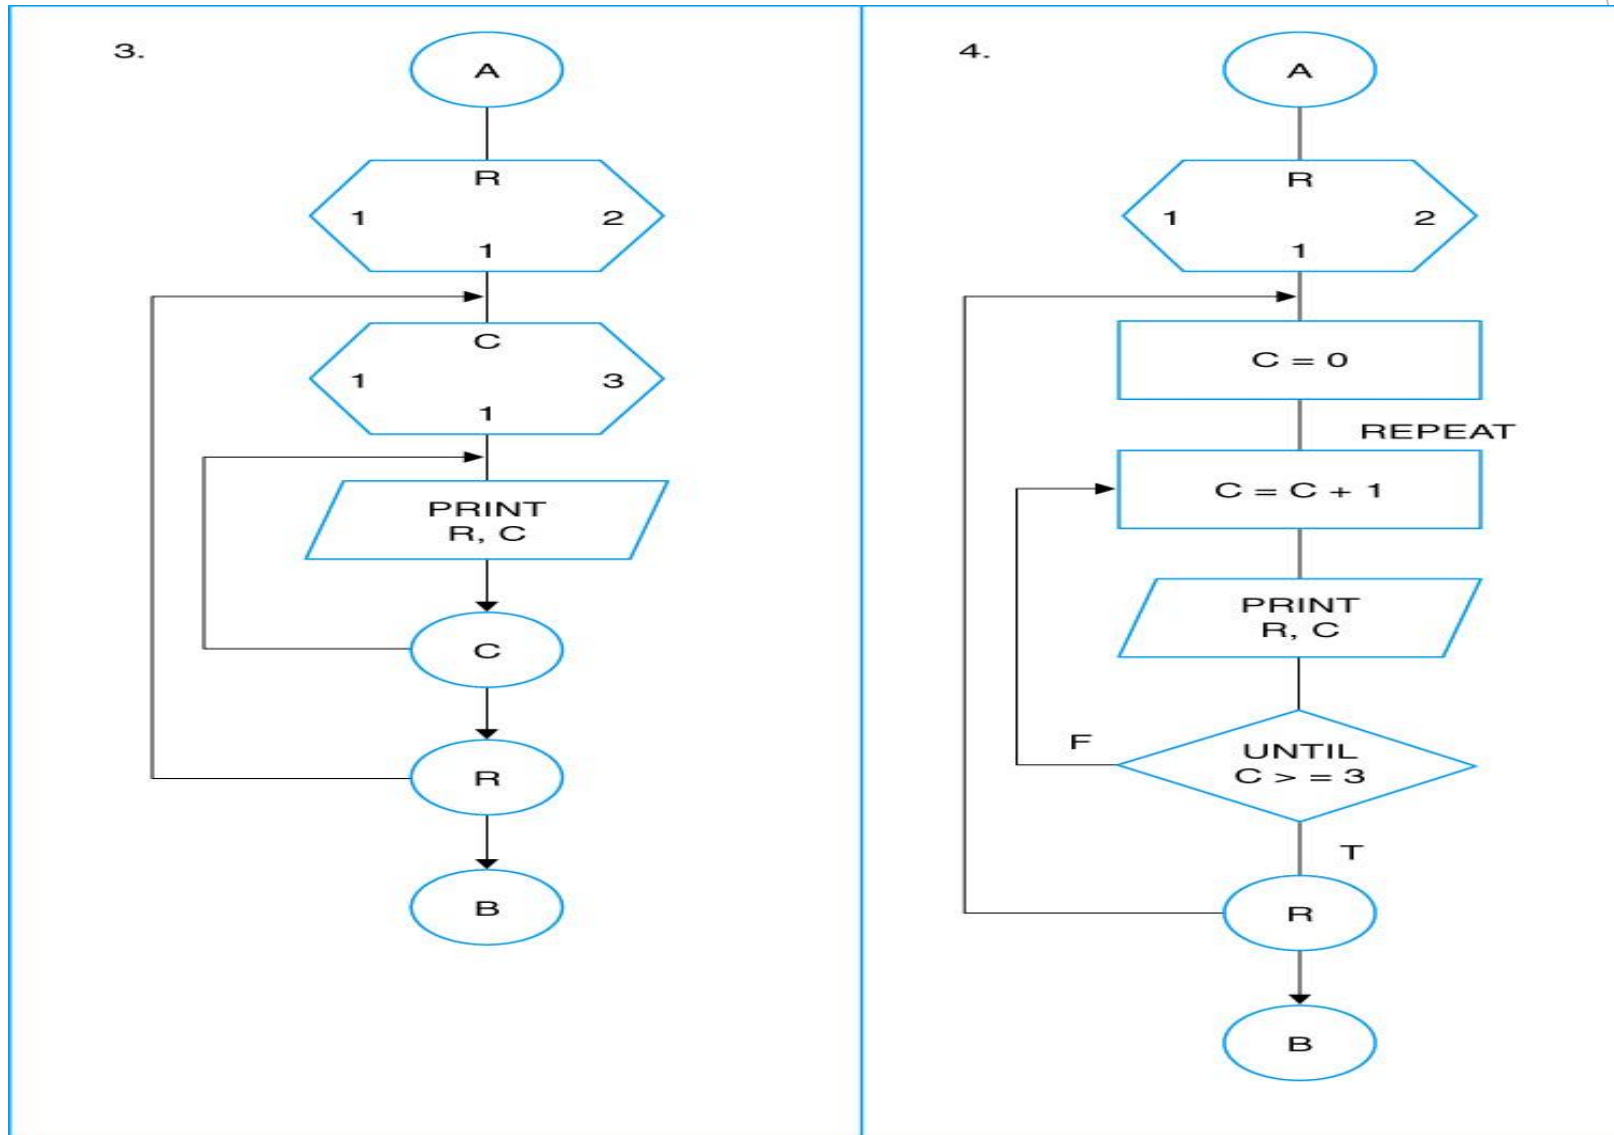 3.
A
R
1 2
1
C
1 3
1
PRINT
R, C
C
R
B
4.
A
R
1 2
1
C = 0
REPEAT
C = C + 1
PRINT
R, C
F
UNTIL
C > = 3
T
R
B